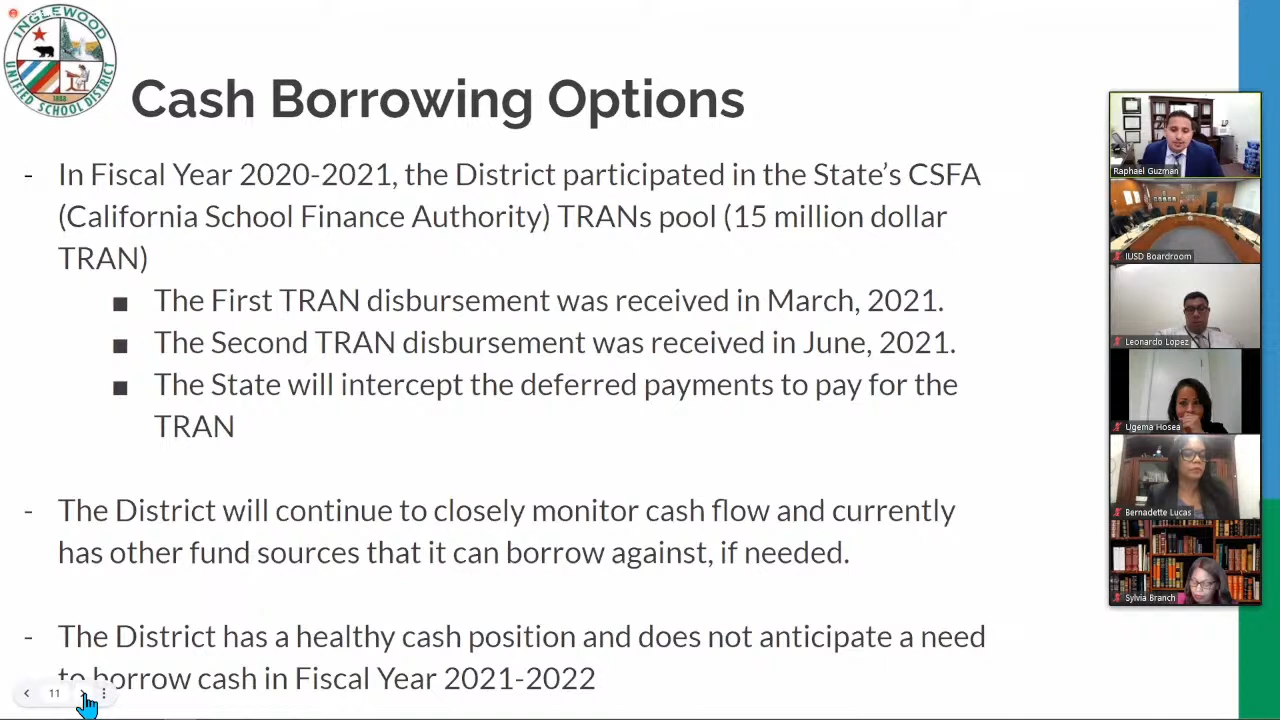 INGLEWOOD
UNIFIED SCHOOL DISTRICT
1888
Cash Borrowing Options
- In Fiscal Year 2020-2021, the District participated in the State's CSFA
(California School Finance Authority) TRANs pool (15 million dollar
TRAN)
■ The First TRAN disbursement was received in March, 2021.
■ The Second TRAN disbursement was received in June, 2021.
■ The State will intercept the deferred payments to pay for the
TRAN
- The District will continue to closely monitor cash flow and currently
has other fund sources that it can borrow against, if needed.
- The District has a healthy cash position and does not anticipate a need
to borrow cash in Fiscal Year 2021-2022
11
Raphael Guzman
IUSD Boardroom
Leonardo Lopez
Ugema Hosea
Bernadette Lucas
Sylvia Branch